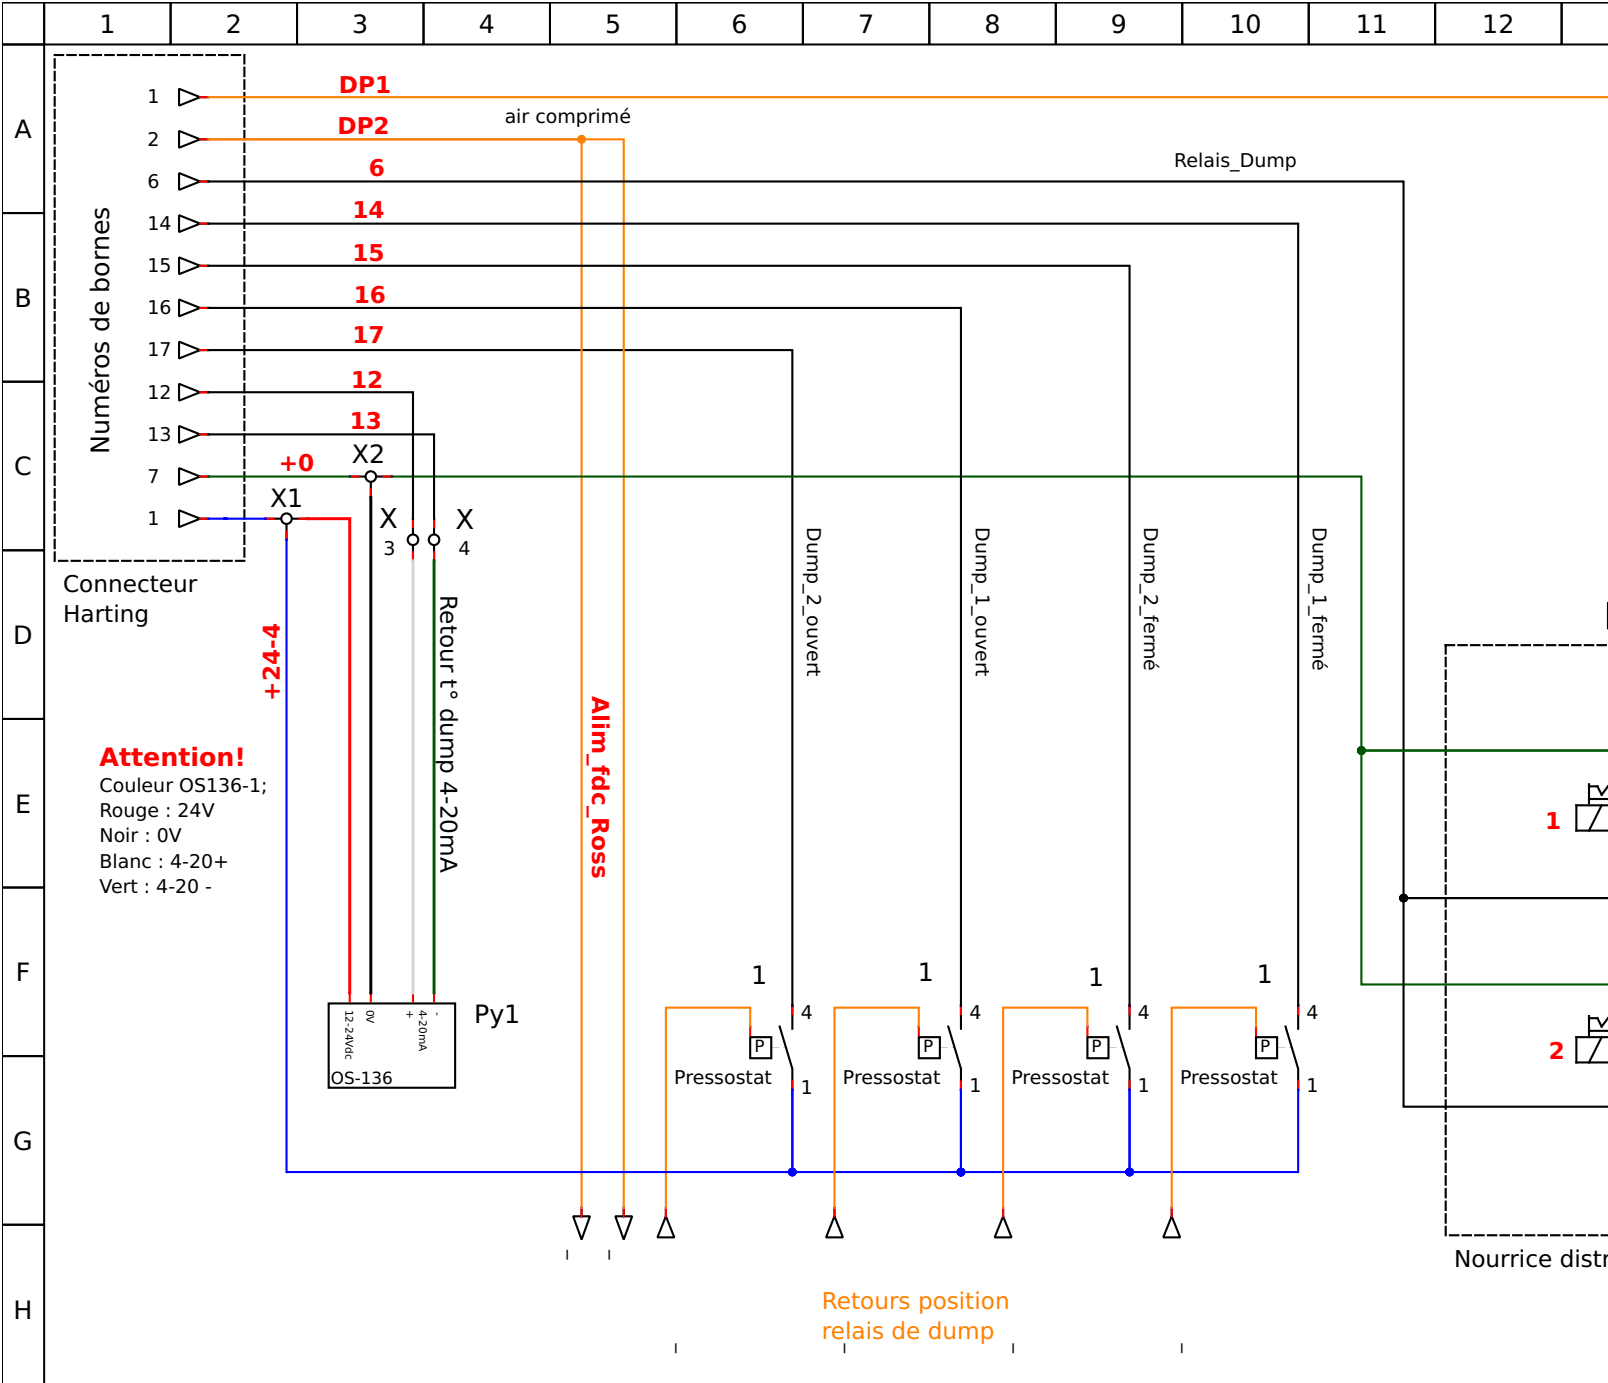 1 2 3 4 5 6 7 8 9 10 11 12
A
B
C
D
E
F
G
H
Numéros de bornes
1 DP1
air comprimé
2 DP2
6 6 Relais_Dump
14 14
15 15
16 16
17 17
12 12
13 13
7 +0 X2
1 X1
X
3
X
4
Connecteur
Harting
+24-4
Retour t° dump 4-20mA
Alim_fdc_Ross
Dump_2_ouvert
Dump_1_ouvert
Dump_2_fermé
Dump_1_fermé
Attention!
Couleur OS136-1;
Rouge : 24V
Noir : 0V
Blanc : 4-20+
Vert : 4-20 -
12-24Vdc
0V
+
4-20mA
-
OS-136
Py1
1 1 1 1
4 4 4 4
P P P P
Pressostat Pressostat Pressostat Pressostat
1 1 1 1
1
2
Nourrice distr
Retours position
relais de dump